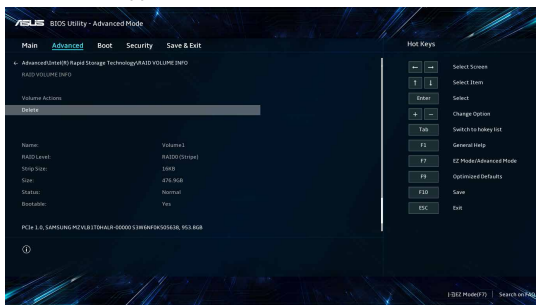 ASUS BIOS Utility - Advanced Mode
Main Advanced Boot Security Save & Exit
Hot Keys
← Advanced\Intel(R) Rapid Storage Technology\RAID VOLUME INFO
RAID VOLUME INFO
Volume Actions
Delete
Name: Volume1
RAID Level: RAID0 (Stripe)
Strip Size: 16KB
Size: 476.9GB
Status: Normal
Bootable: Yes
PCIe 1.0, SAMSUNG MZVLB1T0HALR-00000 S3W6NF0K505638, 953.8GB
← → Select Screen
↑ ↓ Select Item
Enter Select
+ − Change Option
Tab Switch to hokey list
F1 General Help
F7 EZ Mode/Advanced Mode
F9 Optimized Defaults
F10 Save
ESC Exit
EZ Mode(F7) | Search on FAQ